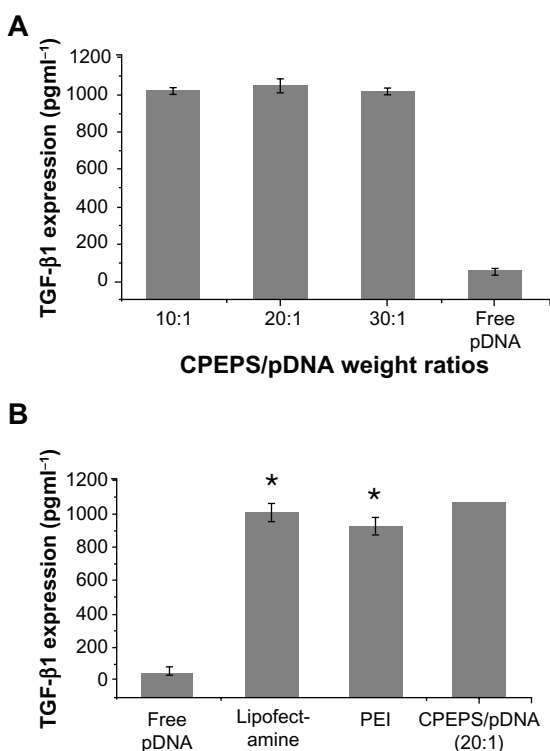 A
TGF-β1 expression (pgml⁻¹)
1200
1000
800
600
400
200
0
10:1 20:1 30:1 Free
pDNA
CPEPS/pDNA weight ratios
B
TGF-β1 expression (pgml⁻¹)
1200
1000
800
600
400
200
0
* *
Free Lipofect- PEI CPEPS/pDNA
pDNA amine (20:1)